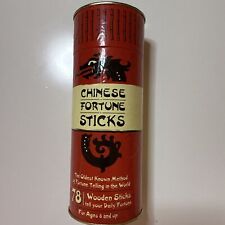 CHINESE
FORTUNE
STICKS
The Oldest Known Method
of Fortune Telling in the World
78 Wooden Sticks
tell your Daily Fortune
For Ages 6 and up